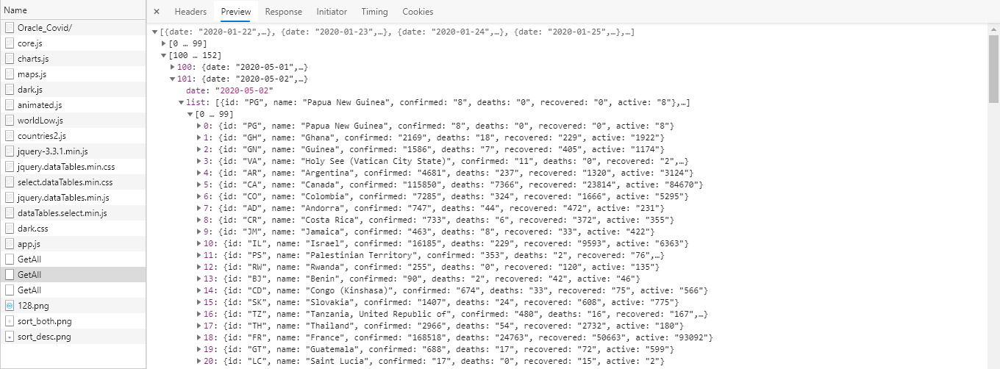 Name
Oracle_Covid/
core.js
charts.js
maps.js
dark.js
animated.js
worldLow.js
countries2.js
jquery-3.3.1.min.js
jquery.dataTables.min.css
select.dataTables.min.css
jquery.dataTables.min.js
dataTables.select.min.js
dark.css
app.js
GetAll
GetAll
GetAll
128.png
sort_both.png
sort_desc.png
× Headers Preview Response Initiator Timing Cookies
[{date: "2020-01-22",…}, {date: "2020-01-23",…}, {date: "2020-01-24",…}, {date: "2020-01-25",…},…]
[0 … 99]
[100 … 152]
100: {date: "2020-05-01",…}
101: {date: "2020-05-02",…}
date: "2020-05-02"
list: [{id: "PG", name: "Papua New Guinea", confirmed: "8", deaths: "0", recovered: "0", active: "8"},…]
[0 … 99]
0: {id: "PG", name: "Papua New Guinea", confirmed: "8", deaths: "0", recovered: "0", active: "8"}
1: {id: "GH", name: "Ghana", confirmed: "2169", deaths: "18", recovered: "229", active: "1922"}
2: {id: "GN", name: "Guinea", confirmed: "1586", deaths: "7", recovered: "405", active: "1174"}
3: {id: "VA", name: "Holy See (Vatican City State)", confirmed: "11", deaths: "0", recovered: "2",…}
4: {id: "AR", name: "Argentina", confirmed: "4681", deaths: "237", recovered: "1320", active: "3124"}
5: {id: "CA", name: "Canada", confirmed: "115850", deaths: "7366", recovered: "23814", active: "84670"}
6: {id: "CO", name: "Colombia", confirmed: "7285", deaths: "324", recovered: "1666", active: "5295"}
7: {id: "AD", name: "Andorra", confirmed: "747", deaths: "44", recovered: "472", active: "231"}
8: {id: "CR", name: "Costa Rica", confirmed: "733", deaths: "6", recovered: "372", active: "355"}
9: {id: "JM", name: "Jamaica", confirmed: "463", deaths: "8", recovered: "33", active: "422"}
10: {id: "IL", name: "Israel", confirmed: "16185", deaths: "229", recovered: "9593", active: "6363"}
11: {id: "PS", name: "Palestinian Territory", confirmed: "353", deaths: "2", recovered: "76",…}
12: {id: "RW", name: "Rwanda", confirmed: "255", deaths: "0", recovered: "120", active: "135"}
13: {id: "BJ", name: "Benin", confirmed: "90", deaths: "2", recovered: "42", active: "46"}
14: {id: "CD", name: "Congo (Kinshasa)", confirmed: "674", deaths: "33", recovered: "75", active: "566"}
15: {id: "SK", name: "Slovakia", confirmed: "1407", deaths: "24", recovered: "608", active: "775"}
16: {id: "TZ", name: "Tanzania, United Republic of", confirmed: "480", deaths: "16", recovered: "167",…}
17: {id: "TH", name: "Thailand", confirmed: "2966", deaths: "54", recovered: "2732", active: "180"}
18: {id: "FR", name: "France", confirmed: "168518", deaths: "24763", recovered: "50663", active: "93092"}
19: {id: "GT", name: "Guatemala", confirmed: "688", deaths: "17", recovered: "72", active: "599"}
20: {id: "LC", name: "Saint Lucia", confirmed: "17", deaths: "0", recovered: "15", active: "2"}